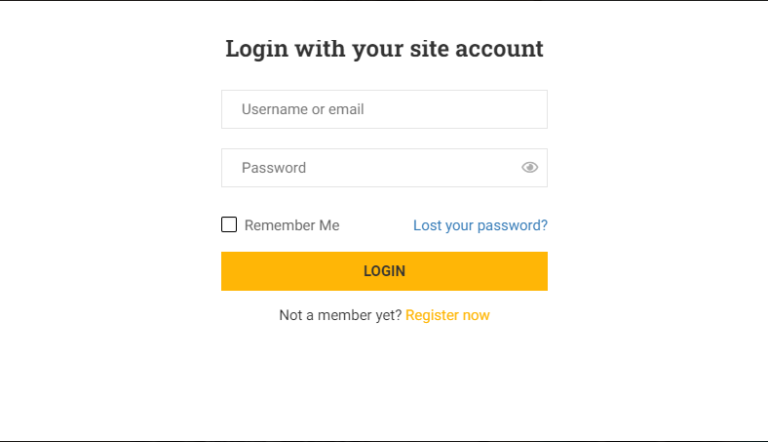 Login with your site account
Username or email
Password
Remember Me Lost your password?
LOGIN
Not a member yet? Register now